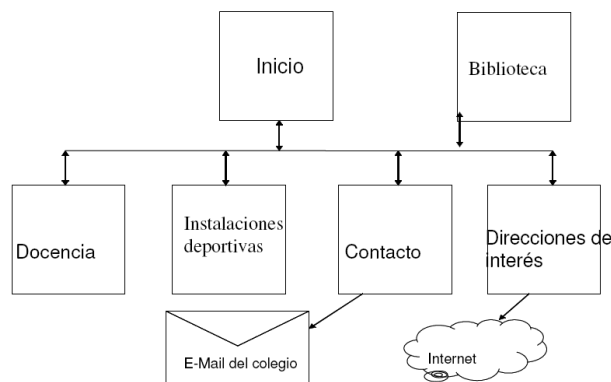 Inicio
Biblioteca
Docencia
Instalaciones
deportivas
Contacto
Direcciones de
interés
E-Mail del colegio
Internet